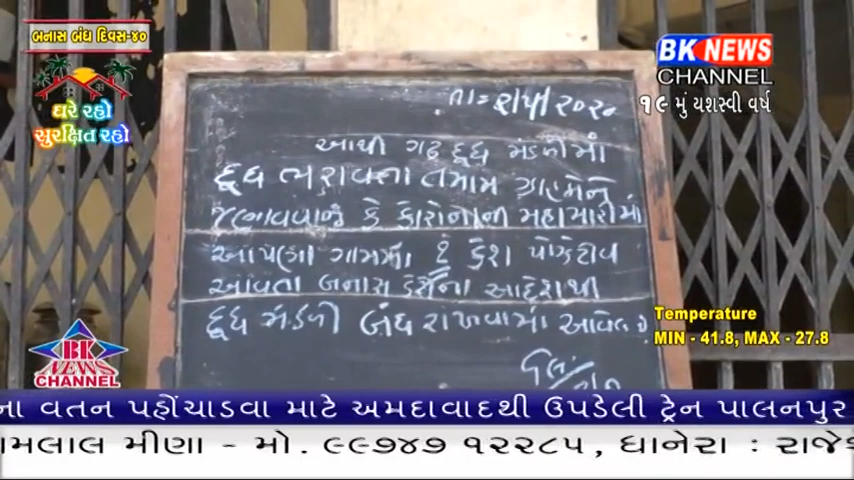 બનાસ બંધ દિવસ-૪૦
ઘરે રહો
સુરક્ષિત રહો
BK NEWS
CHANNEL
૧૯ મું યશસ્વી વર્ષ
આથી ગઢ દૂધ મંડળીમાં
દૂધ ભરાવતા તમામ ગ્રાહકોને
જણાવવાનું કે કોરોનાની મહામારીમાં
આપણા ગામમાં કેશ પોઝેટીવ
આવતા બનાસ ડેરીના આદેશથી
દૂધ મંડળી બંધ રાખવામાં આવેલ છે
Temperature
MIN - 41.8, MAX - 27.8
BK
NEWS
CHANNEL
ના વતન પહોંચાડવા માટે અમદાવાદથી ઉપડેલી ટ્રેન પાલનપુર
ામલાલ મીણા - મો. ૯૯૭૪૭ ૧૨૨૮૫, ધાનેરા : રાજે